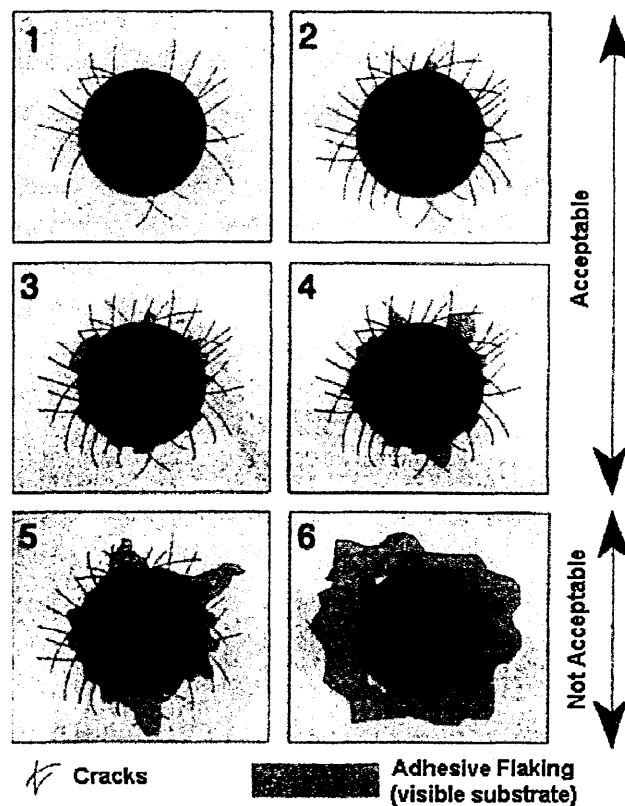 1
2
3
4
Acceptable
5
6
Not Acceptable
Cracks
Adhesive Flaking
(visible substrate)